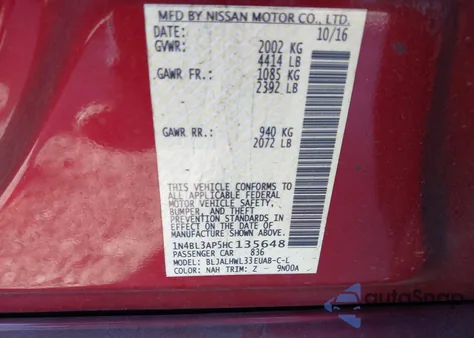 MFD BY NISSAN MOTOR CO., LTD.
DATE: 10/16
GVWR: 2002 KG
4414 LB
GAWR FR.: 1085 KG
2392 LB
GAWR RR.: 940 KG
2072 LB
THIS VEHICLE CONFORMS TO
ALL APPLICABLE FEDERAL
MOTOR VEHICLE SAFETY,
BUMPER, AND THEFT
PREVENTION STANDARDS IN
EFFECT ON THE DATE OF
MANUFACTURE SHOWN ABOVE.
1N4BL3AP5HC135648
PASSENGER CAR 836
MODEL: BLJALHWL33EUAB-C-L
COLOR: NAH TRIM: Z - 9N00A
autoSnap